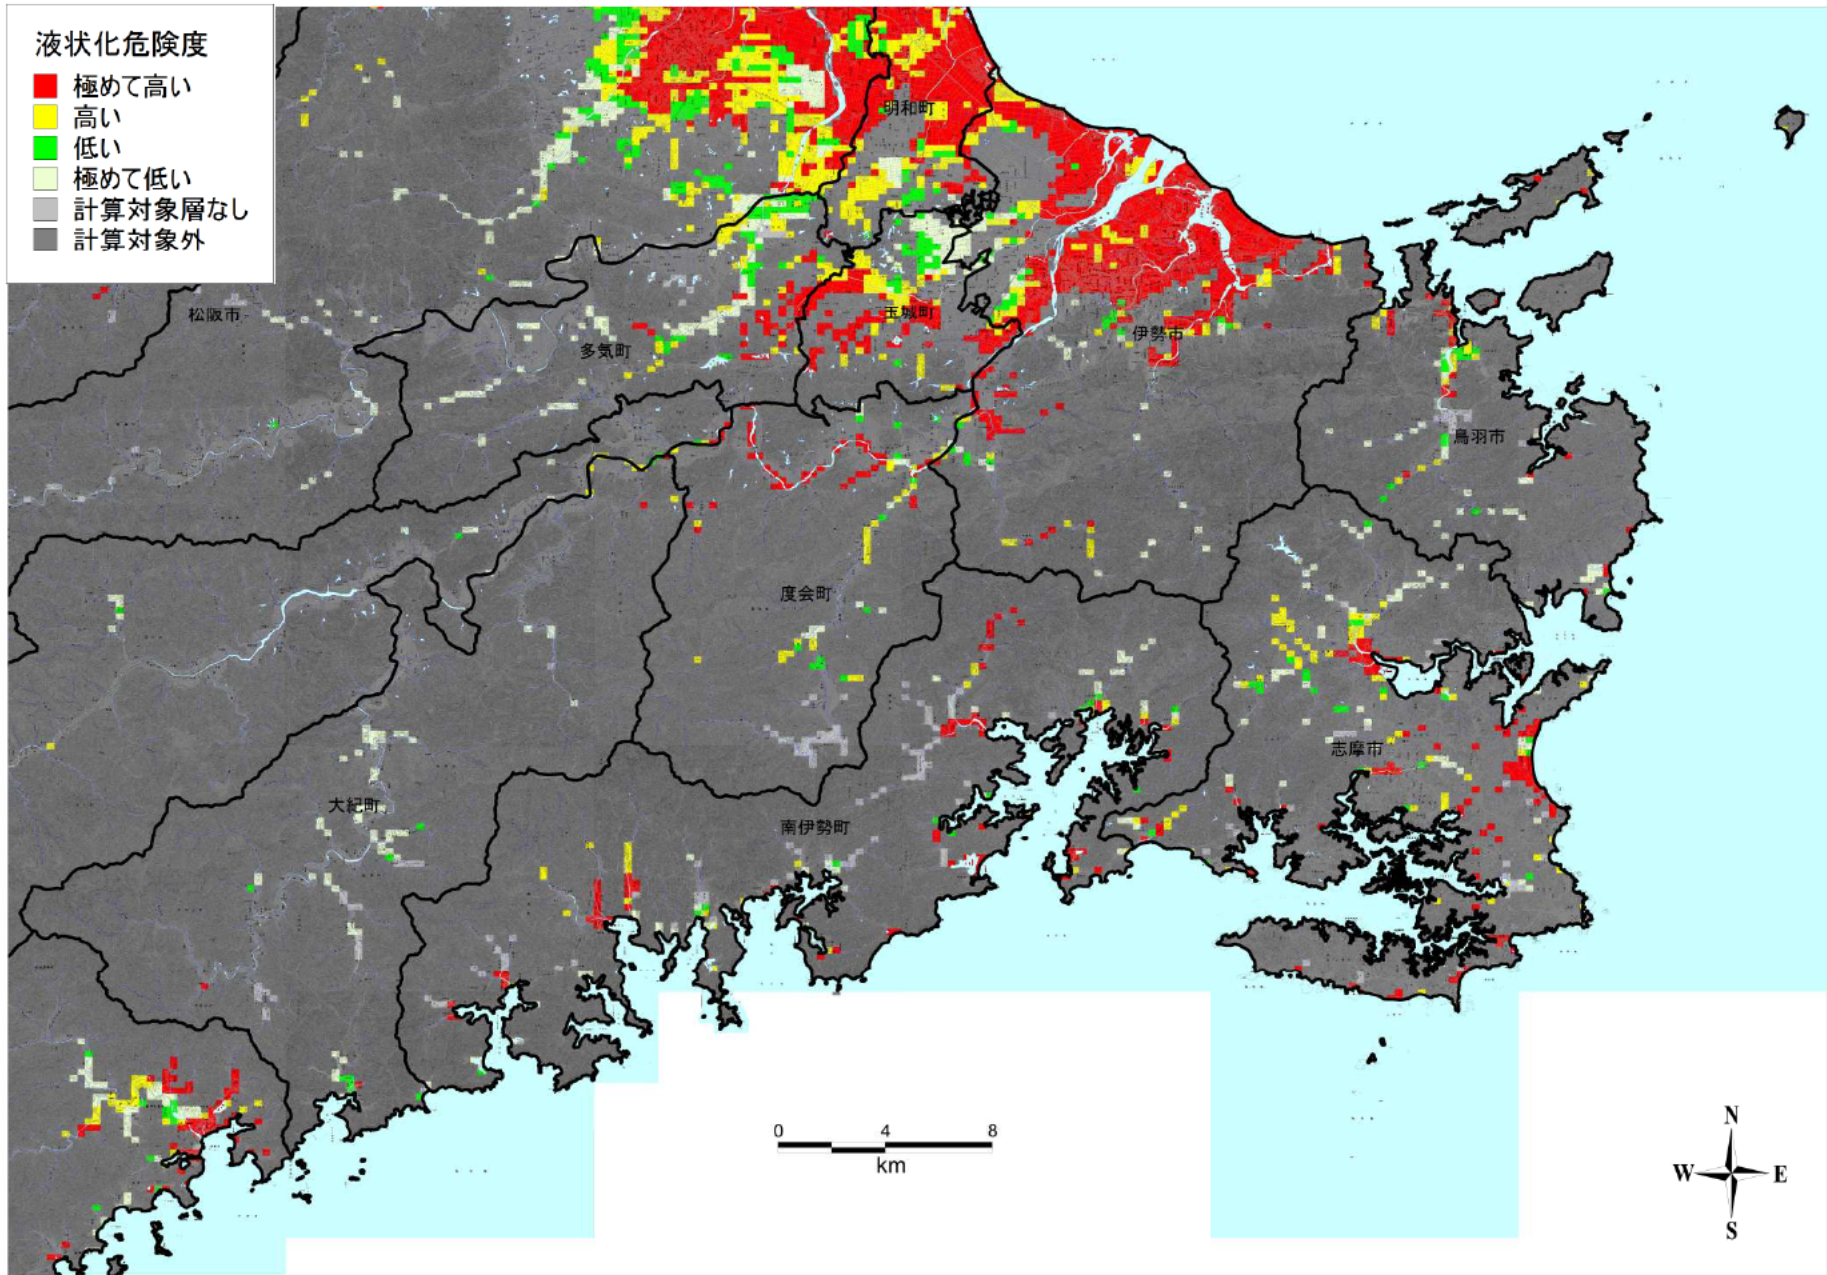 液状化危険度
極めて高い
高い
低い
極めて低い
計算対象層なし
計算対象外
明和町
松阪市
多気町
玉城町
伊勢市
鳥羽市
度会町
志摩市
大紀町
南伊勢町
0 4 8
km
N
W E
S